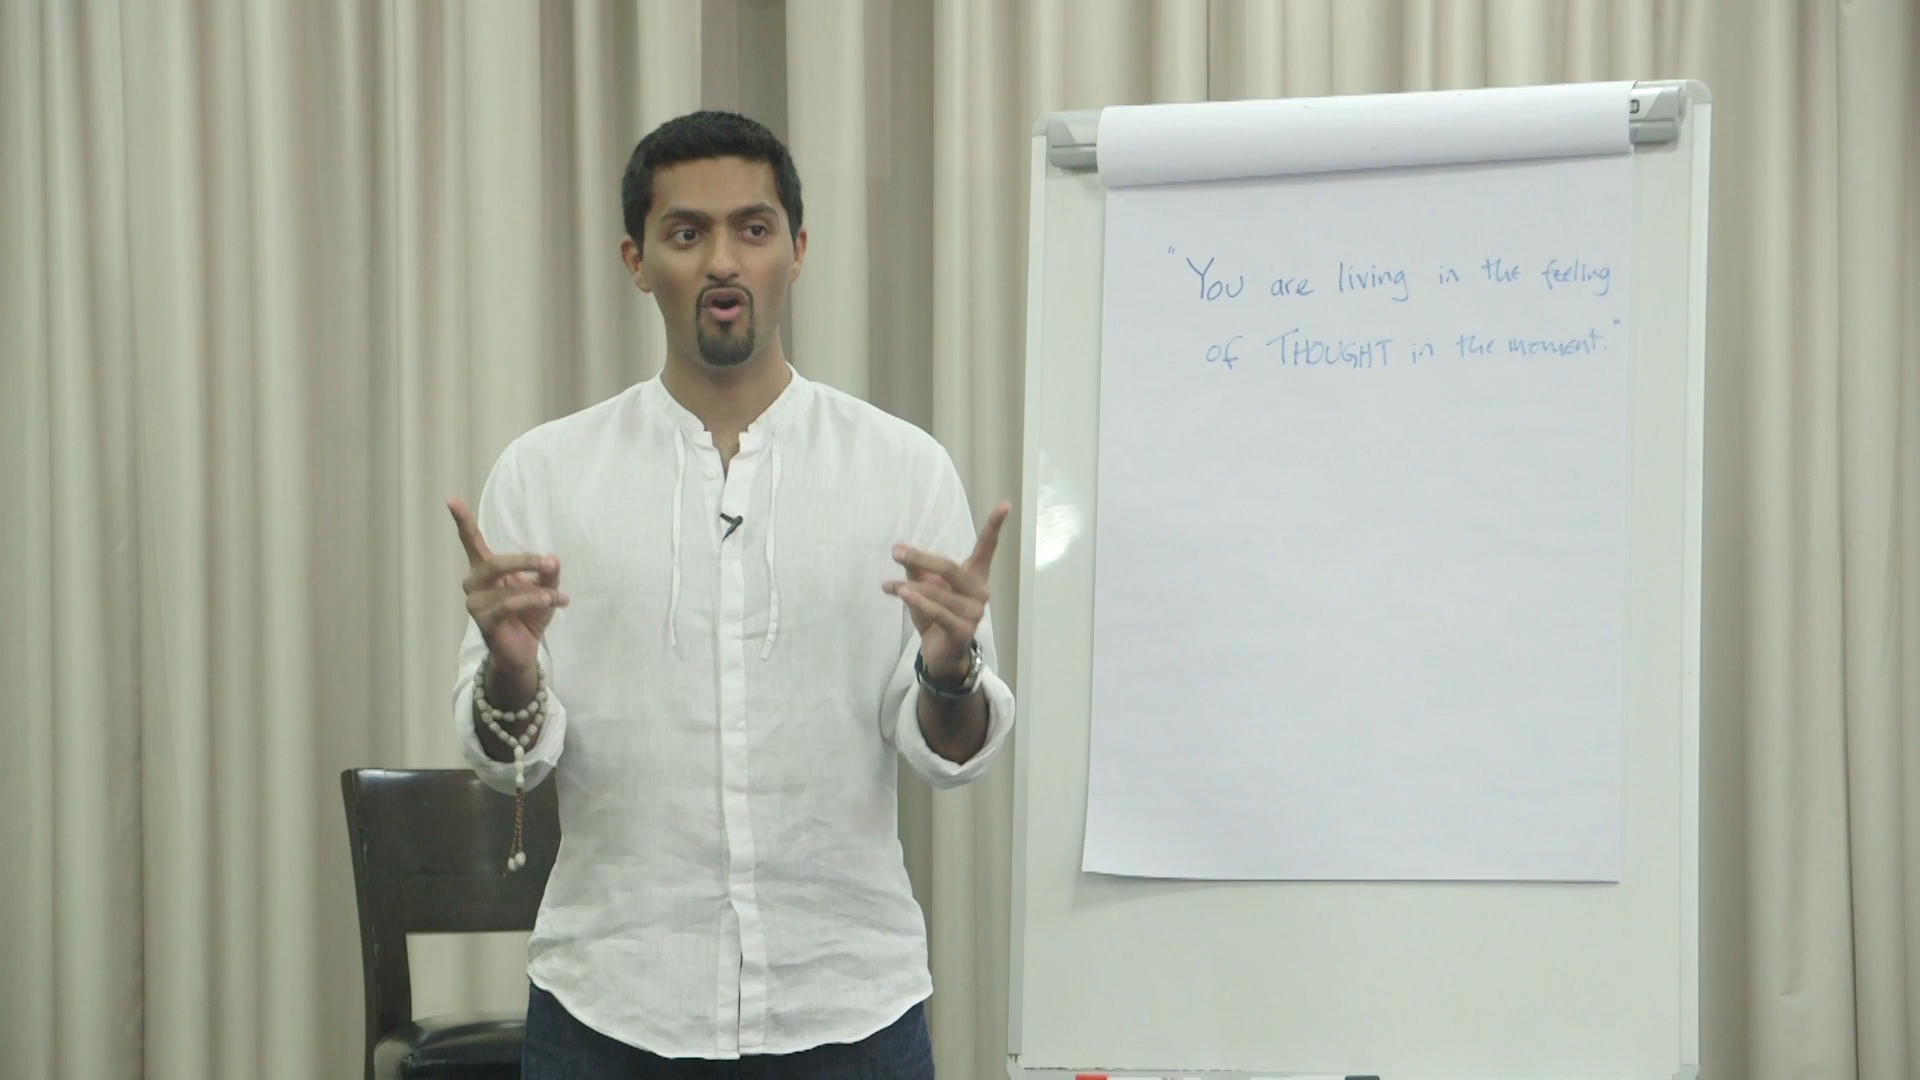 "You are living in the feeling
of THOUGHT in the moment."